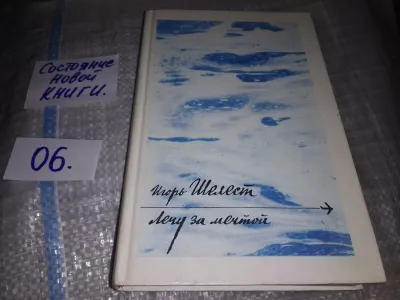 Состояние
новой
книги.
06.
Игорь Шелест
Лечу за мечтой